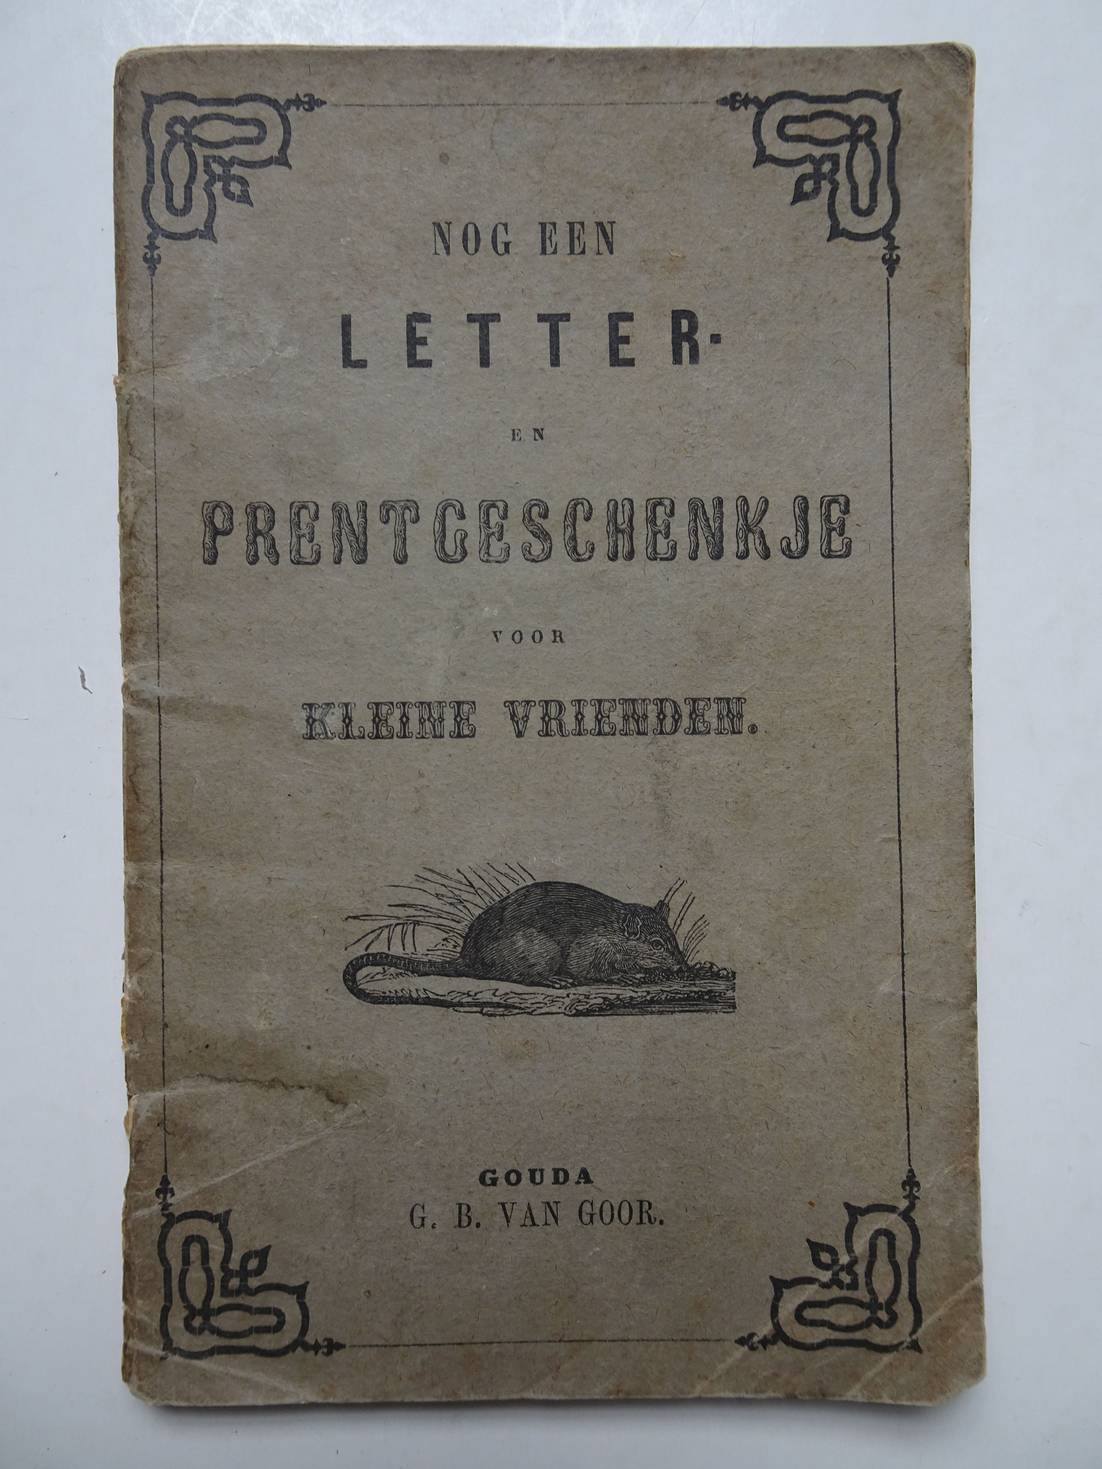 NOG EEN
LETTER-
EN
PRENTGESCHENKJE
VOOR
KLEINE VRIENDEN.
GOUDA
G. B. VAN GOOR.